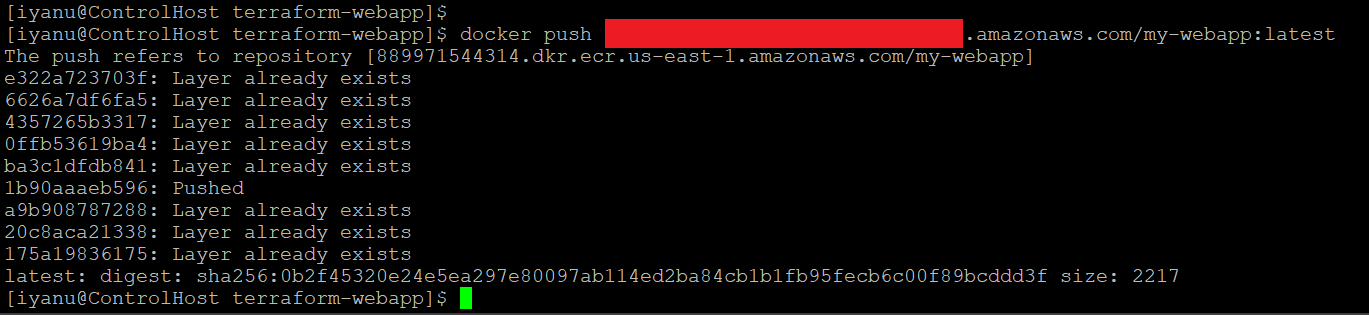 [iyanu@ControlHost terraform-webapp]$
[iyanu@ControlHost terraform-webapp]$ docker push .amazonaws.com/my-webapp:latest
The push refers to repository [889971544314.dkr.ecr.us-east-1.amazonaws.com/my-webapp]
e322a723703f: Layer already exists
6626a7df6fa5: Layer already exists
4357265b3317: Layer already exists
0ffb53619ba4: Layer already exists
ba3c1dfdb841: Layer already exists
1b90aaaeb596: Pushed
a9b908787288: Layer already exists
20c8aca21338: Layer already exists
175a19836175: Layer already exists
latest: digest: sha256:0b2f45320e24e5ea297e80097ab114ed2ba84cb1b1fb95fecb6c00f89bcddd3f size: 2217
[iyanu@ControlHost terraform-webapp]$